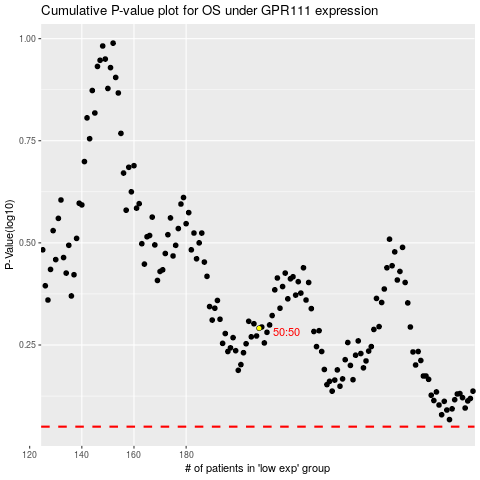 Cumulative P-value plot for OS under GPR111 expression
P-Value(log10)
1.00
0.75
0.50
0.25
50:50
120 140 160 180
# of patients in 'low exp' group